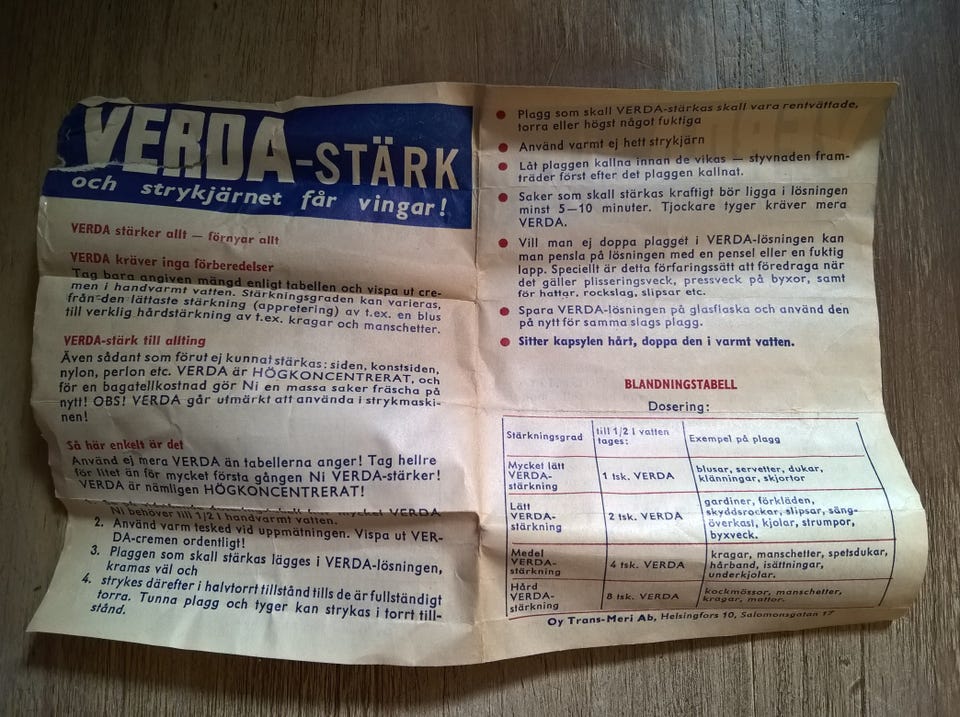 VERDA-STÄRK
och strykjärnet får vingar!
VERDA stärker allt — förnyar allt
VERDA kräver inga förberedelser
Tag bara angiven mängd enligt tabellen och vispa ut cre-
men i handvarmt vatten. Stärkningsgraden kan varieras,
från den lättaste stärkning (appretering) av t.ex. en blus
till verklig hårdstärkning av t.ex. kragar och manschetter.
VERDA-stärk till allting
Även sådant som förut ej kunnat stärkas: siden, konstsiden,
nylon, perlon etc. VERDA är HÖGKONCENTRERAT, och
för en bagatellkostnad gör Ni en massa saker fräscha på
nytt! OBS! VERDA går utmärkt att använda i strykmaski-
nen!
Så här enkelt är det
Använd ej mera VERDA än tabellerna anger! Tag hellre
för litet än för mycket första gången Ni VERDA-stärker!
VERDA är nämligen HÖGKONCENTRERAT!
mycket VERDA
Ni behöver till 1/2 l handvarmt vatten.
2. Använd varm tesked vid uppmätningen. Vispa ut VER-
DA-cremen ordentligt!
3. Plaggen som skall stärkas lägges i VERDA-lösningen,
kramas väl och
4. strykes därefter i halvtorrt tillstånd tills de är fullständigt
torra. Tunna plagg och tyger kan strykas i torrt till-
stånd.
● Plagg som skall VERDA-stärkas skall vara rentvättade,
torra eller högst något fuktiga
● Använd varmt ej hett strykjärn
● Låt plaggen kallna innan de vikas — styvnaden fram-
träder först efter det plaggen kallnat.
● Saker som skall stärkas kraftigt bör ligga i lösningen
minst 5—10 minuter. Tjockare tyger kräver mera
VERDA.
● Vill man ej doppa plagget i VERDA-lösningen kan
man pensla på lösningen med en pensel eller en fuktig
lapp. Speciellt är detta förfaringssätt att föredraga när
det gäller plisseringsveck, pressveck på byxor, samt
för hattar, rockslag, slipsar etc.
● Spara VERDA-lösningen på glasflaska och använd den
på nytt för samma slags plagg.
● Sitter kapsylen hårt, doppa den i varmt vatten.
BLANDNINGSTABELL
Dosering:
Stärkningsgrad till 1/2 l vatten tages: Exempel på plagg
Mycket lätt VERDA-stärkning 1 tsk. VERDA blusar, servetter, dukar,
klänningar, skjortor
Lätt VERDA-stärkning 2 tsk. VERDA gardiner, förkläden,
skyddsrockar, slipsar, säng-
överkast, kjolar, strumpor,
byxveck.
Medel VERDA-stärkning 4 tsk. VERDA kragar, manschetter, spetsdukar,
hårband, isättningar,
underkjolar.
Hård VERDA-stärkning 8 tsk. VERDA kockmössor, manschetter,
kragar, mattor.
Oy Trans-Meri Ab, Helsingfors 10, Salomonsgatan 17